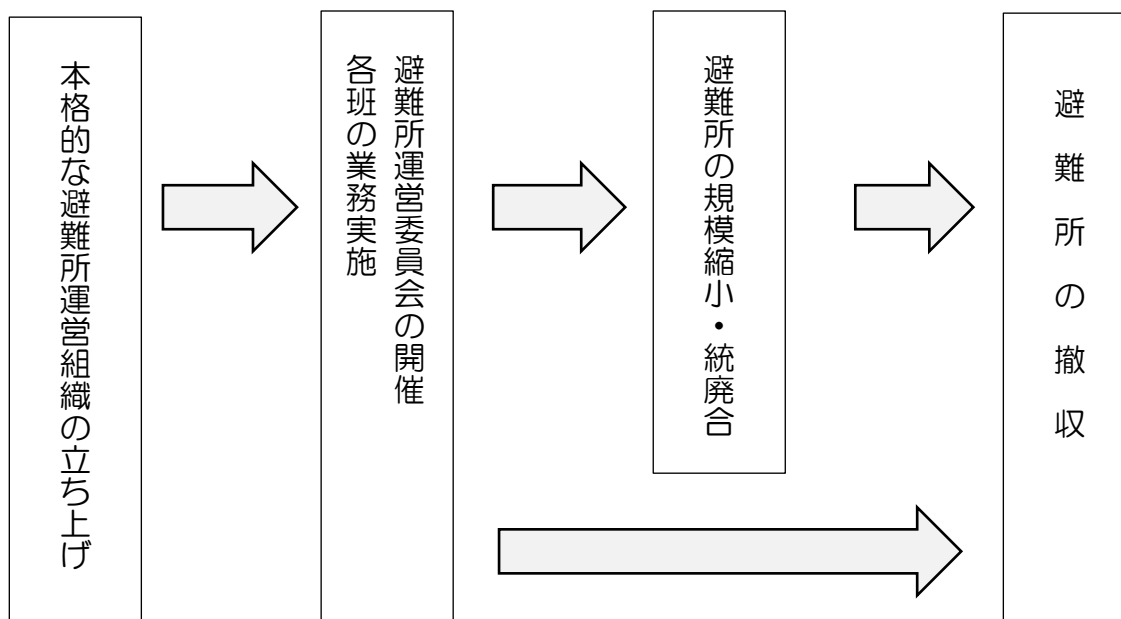 本格的な避難所運営組織の立ち上げ
避難所運営委員会の開催
各班の業務実施
避難所の規模縮小・統廃合
避難所の撤収